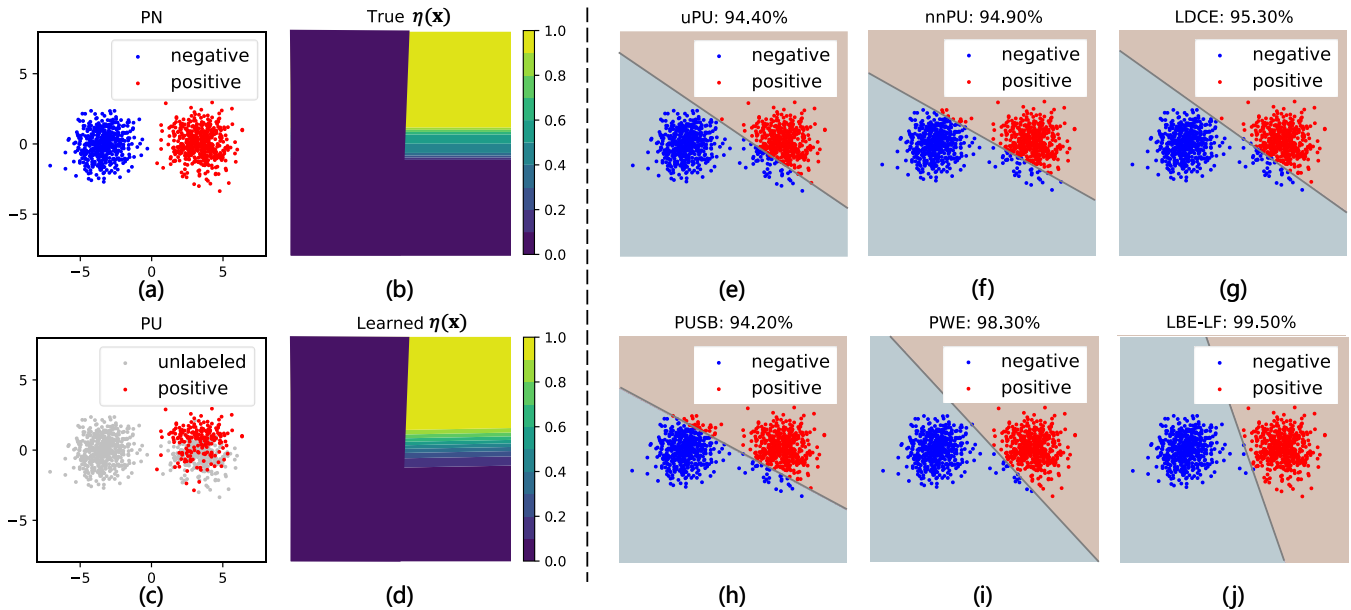 PN
negative
positive
5
0
−5
−5
0
5
(a)
True η(x)
1.0
0.8
0.6
0.4
0.2
0.0
(b)
uPU: 94.40%
negative
positive
(e)
nnPU: 94.90%
negative
positive
(f)
LDCE: 95.30%
negative
positive
(g)
PU
unlabeled
positive
5
0
−5
−5
0
5
(c)
Learned η(x)
1.0
0.8
0.6
0.4
0.2
0.0
(d)
PUSB: 94.20%
negative
positive
(h)
PWE: 98.30%
negative
positive
(i)
LBE-LF: 99.50%
negative
positive
(j)